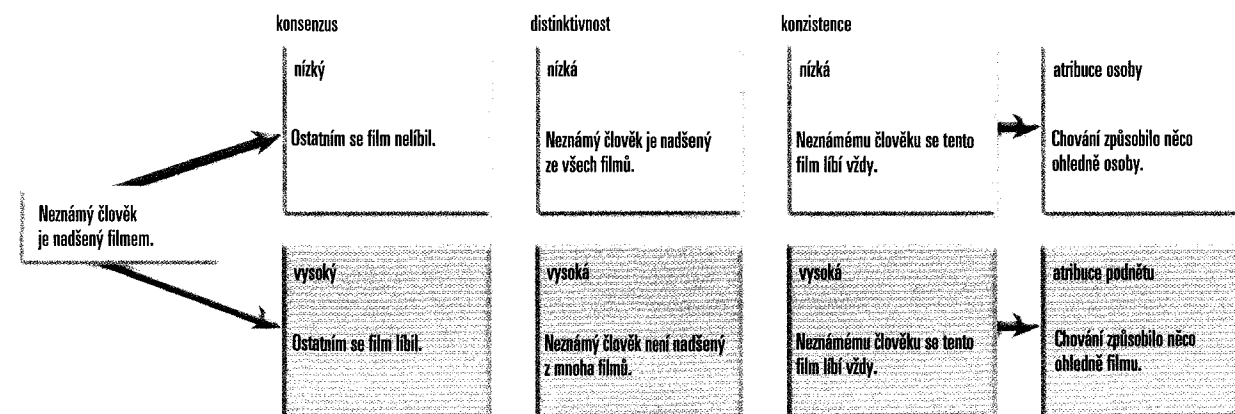 konsenzus
distinktivnost
konzistence
nízký
Ostatním se film nelíbil.
nízká
Neznámý člověk je nadšený
ze všech filmů.
nízká
Neznámému člověku se tento
film líbí vždy.
atribuce osoby
Chování způsobilo něco
ohledně osoby.
Neznámý člověk
je nadšený filmem.
vysoký
Ostatním se film líbil.
vysoká
Neznámý člověk není nadšený
z mnoha filmů.
vysoká
Neznámému člověku se tento
film líbí vždy.
atribuce podnětu
Chování způsobilo něco
ohledně filmu.